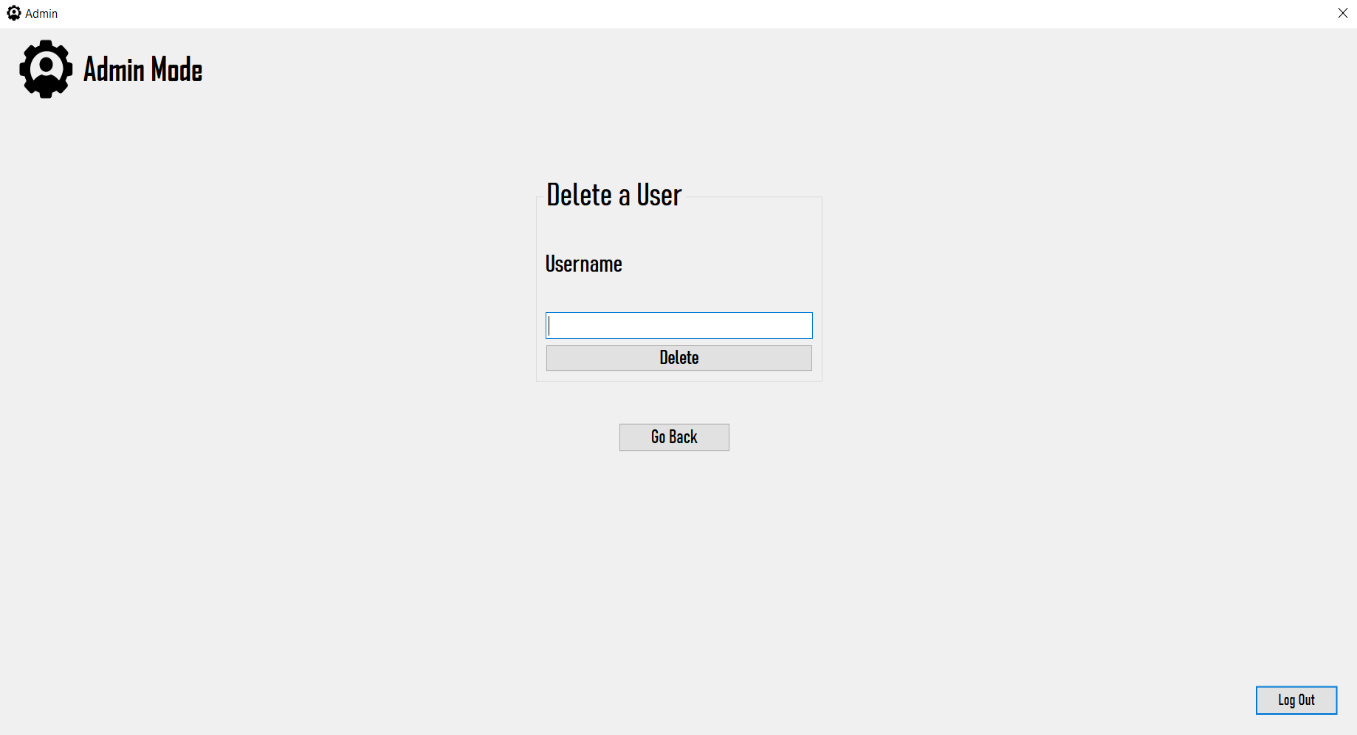 Admin
Admin Mode
Delete a User
Username
Delete
Go Back
Log Out